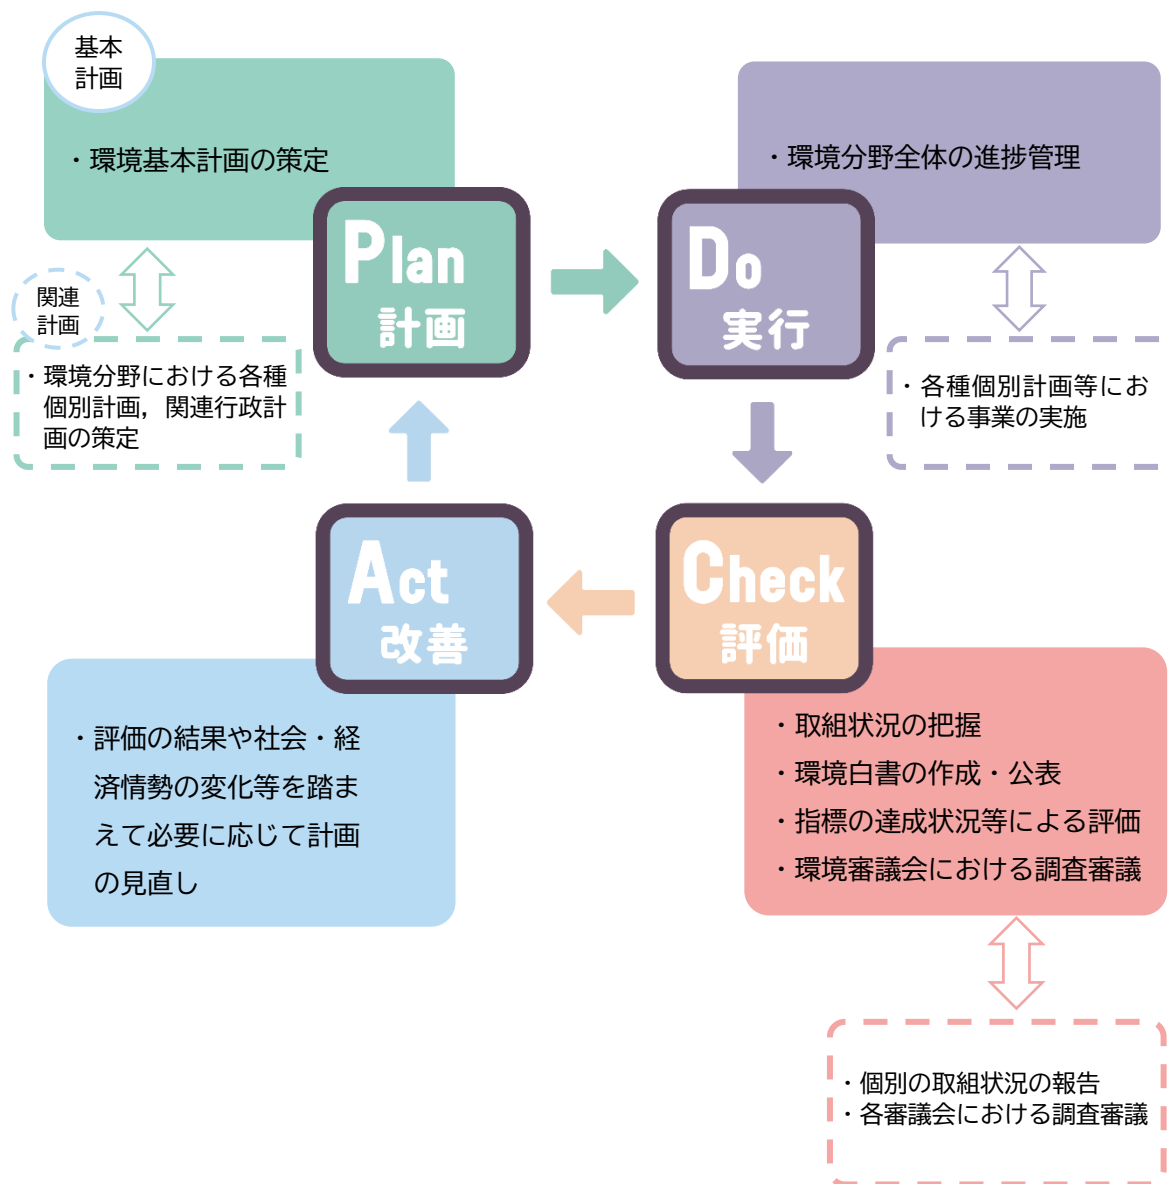 基本
計画
・環境基本計画の策定
Plan
計画
関連
計画
・環境分野における各種
個別計画，関連行政計
画の策定
・環境分野全体の進捗管理
Do
実行
・各種個別計画等にお
ける事業の実施
Check
評価
・取組状況の把握
・環境白書の作成・公表
・指標の達成状況等による評価
・環境審議会における調査審議
・個別の取組状況の報告
・各審議会における調査審議
Act
改善
・評価の結果や社会・経
済情勢の変化等を踏ま
えて必要に応じて計画
の見直し